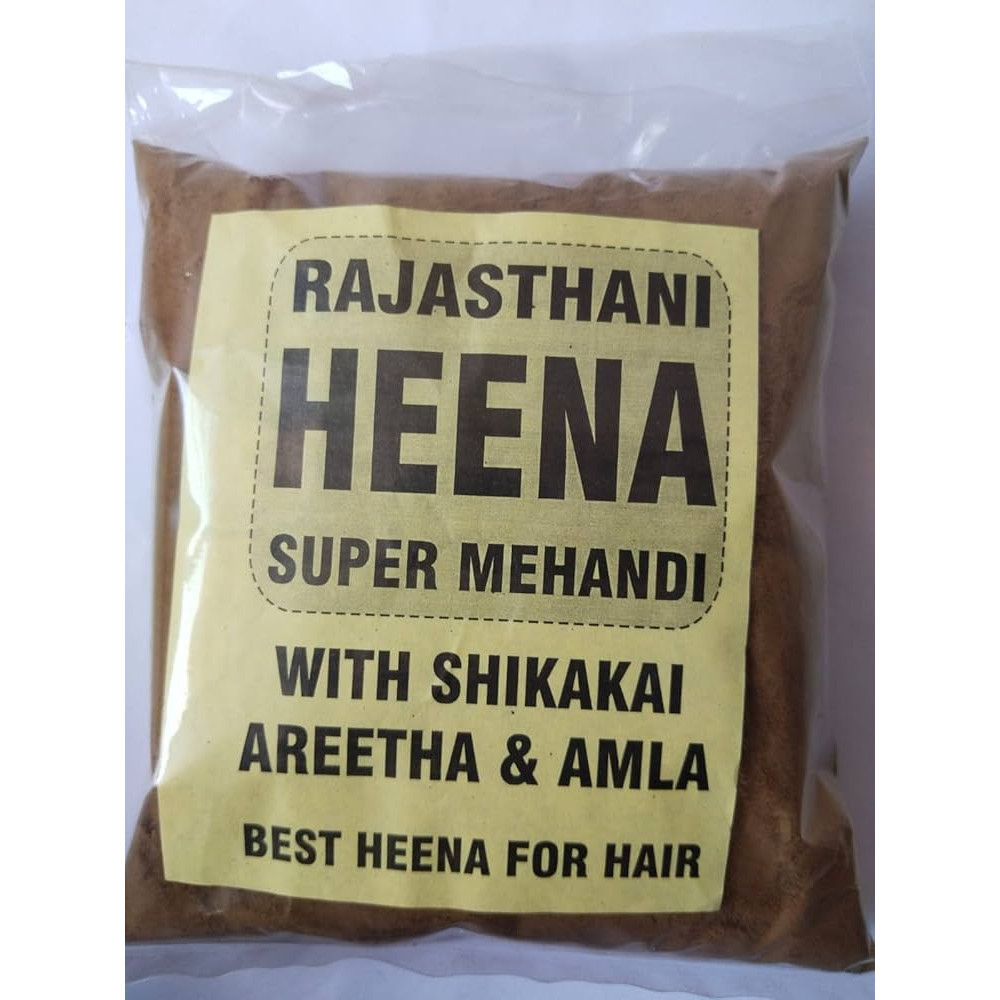 RAJASTHANI
HEENA
SUPER MEHANDI
WITH SHIKAKAI
AREETHA & AMLA
BEST HEENA FOR HAIR